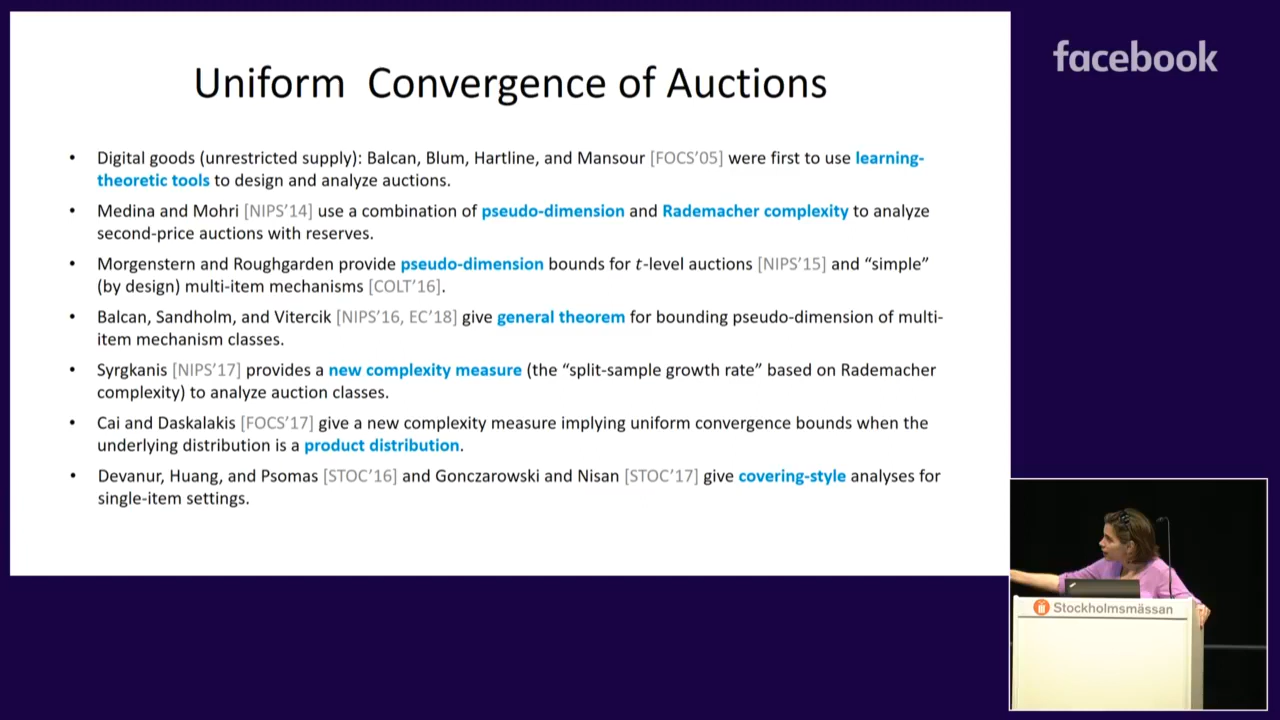 Uniform  Convergence of Auctions
facebook
• Digital goods (unrestricted supply): Balcan, Blum, Hartline, and Mansour [FOCS’05] were first to use learning-
theoretic tools to design and analyze auctions.
• Medina and Mohri [NIPS’14] use a combination of pseudo-dimension and Rademacher complexity to analyze
second-price auctions with reserves.
• Morgenstern and Roughgarden provide pseudo-dimension bounds for t-level auctions [NIPS’15] and “simple”
(by design) multi-item mechanisms [COLT’16].
• Balcan, Sandholm, and Vitercik [NIPS’16, EC’18] give general theorem for bounding pseudo-dimension of multi-
item mechanism classes.
• Syrgkanis [NIPS’17] provides a new complexity measure (the “split-sample growth rate” based on Rademacher
complexity) to analyze auction classes.
• Cai and Daskalakis [FOCS’17] give a new complexity measure implying uniform convergence bounds when the
underlying distribution is a product distribution.
• Devanur, Huang, and Psomas [STOC’16] and Gonczarowski and Nisan [STOC’17] give covering-style analyses for
single-item settings.
Stockholmsmässan